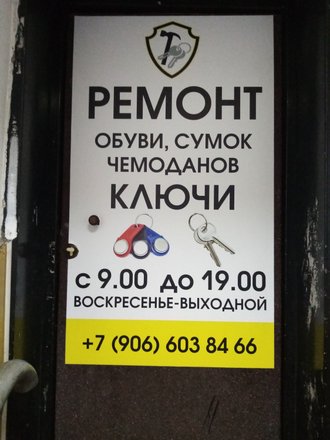 РЕМОНТ
ОБУВИ, СУМОК
ЧЕМОДАНОВ
КЛЮЧИ
с 9.00 до 19.00
ВОСКРЕСЕНЬЕ-ВЫХОДНОЙ
+7 (906) 603 84 66